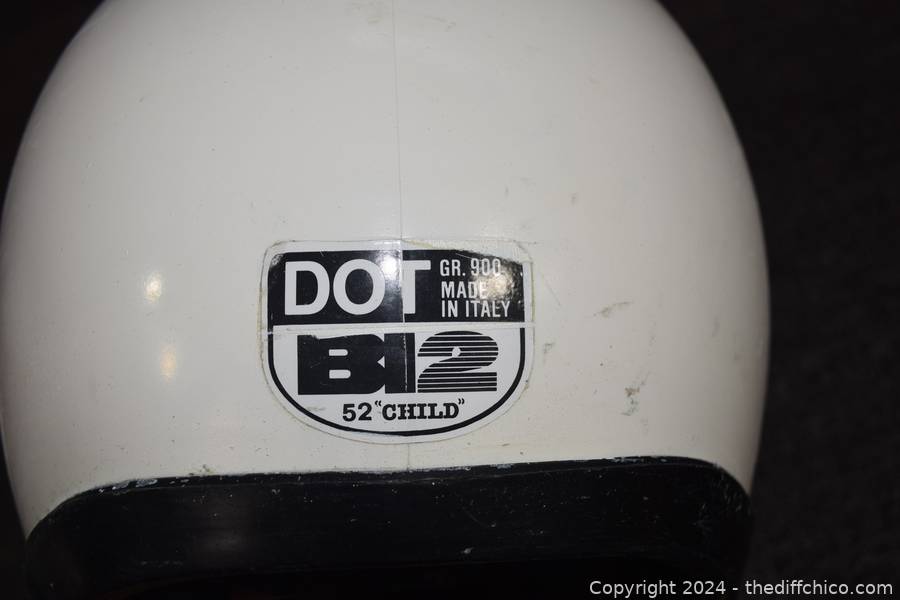 DOT
GR. 900
MADE
IN ITALY
BI2
52 "CHILD"
Copyright 2024 - thediffchico.com